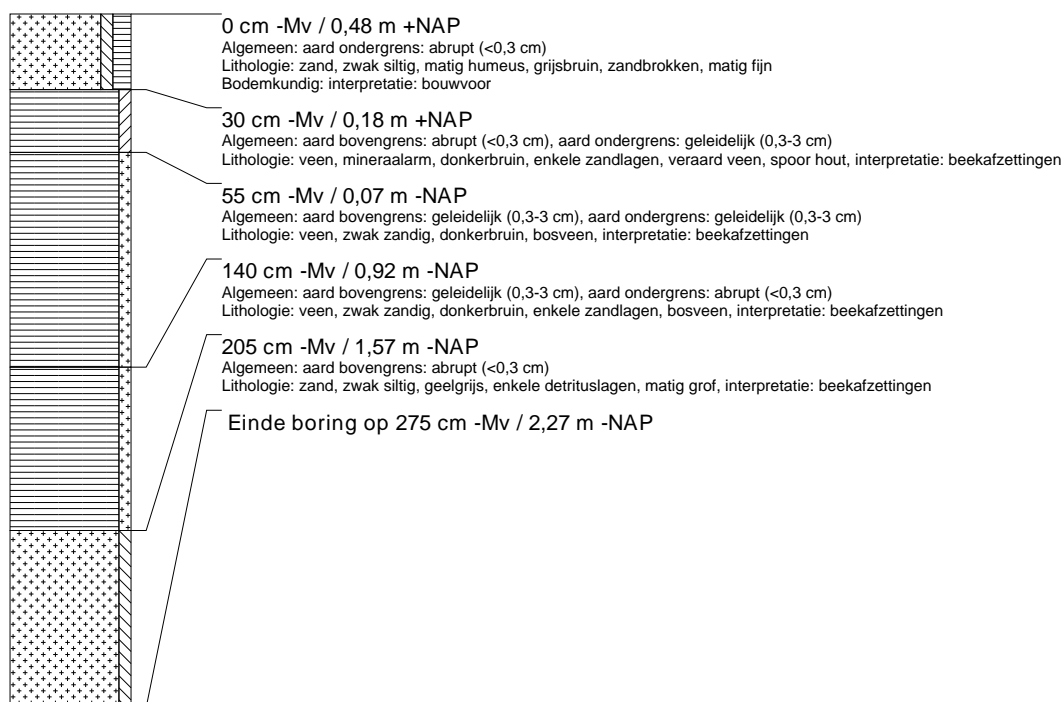 0 cm -Mv / 0,48 m +NAP
Algemeen: aard ondergrens: abrupt (<0,3 cm)
Lithologie: zand, zwak siltig, matig humeus, grijsbruin, zandbrokken, matig fijn
Bodemkundig: interpretatie: bouwvoor
30 cm -Mv / 0,18 m +NAP
Algemeen: aard bovengrens: abrupt (<0,3 cm), aard ondergrens: geleidelijk (0,3-3 cm)
Lithologie: veen, mineraalarm, donkerbruin, enkele zandlagen, veraard veen, spoor hout, interpretatie: beekafzettingen
55 cm -Mv / 0,07 m -NAP
Algemeen: aard bovengrens: geleidelijk (0,3-3 cm), aard ondergrens: geleidelijk (0,3-3 cm)
Lithologie: veen, zwak zandig, donkerbruin, bosveen, interpretatie: beekafzettingen
140 cm -Mv / 0,92 m -NAP
Algemeen: aard bovengrens: geleidelijk (0,3-3 cm), aard ondergrens: abrupt (<0,3 cm)
Lithologie: veen, zwak zandig, donkerbruin, enkele zandlagen, bosveen, interpretatie: beekafzettingen
205 cm -Mv / 1,57 m -NAP
Algemeen: aard bovengrens: abrupt (<0,3 cm)
Lithologie: zand, zwak siltig, geelgrijs, enkele detrituslagen, matig grof, interpretatie: beekafzettingen
Einde boring op 275 cm -Mv / 2,27 m -NAP